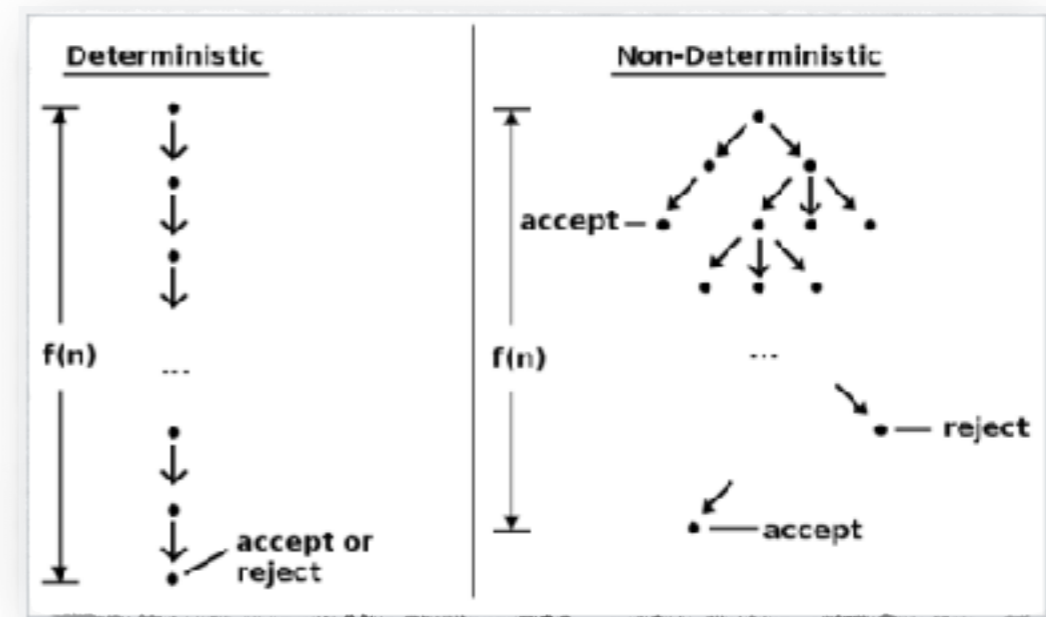 Deterministic
f(n)
...
accept or
reject
Non-Deterministic
accept
f(n)
...
reject
accept